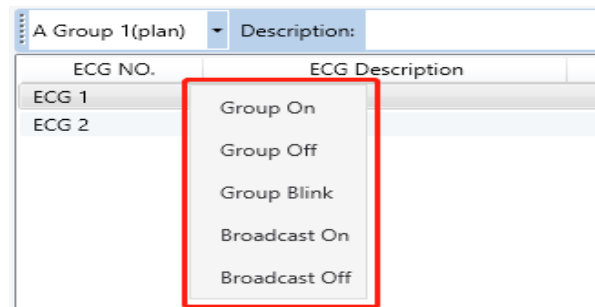 A Group 1(plan) Description:
ECG NO. ECG Description
ECG 1
Group On
ECG 2
Group Off
Group Blink
Broadcast On
Broadcast Off